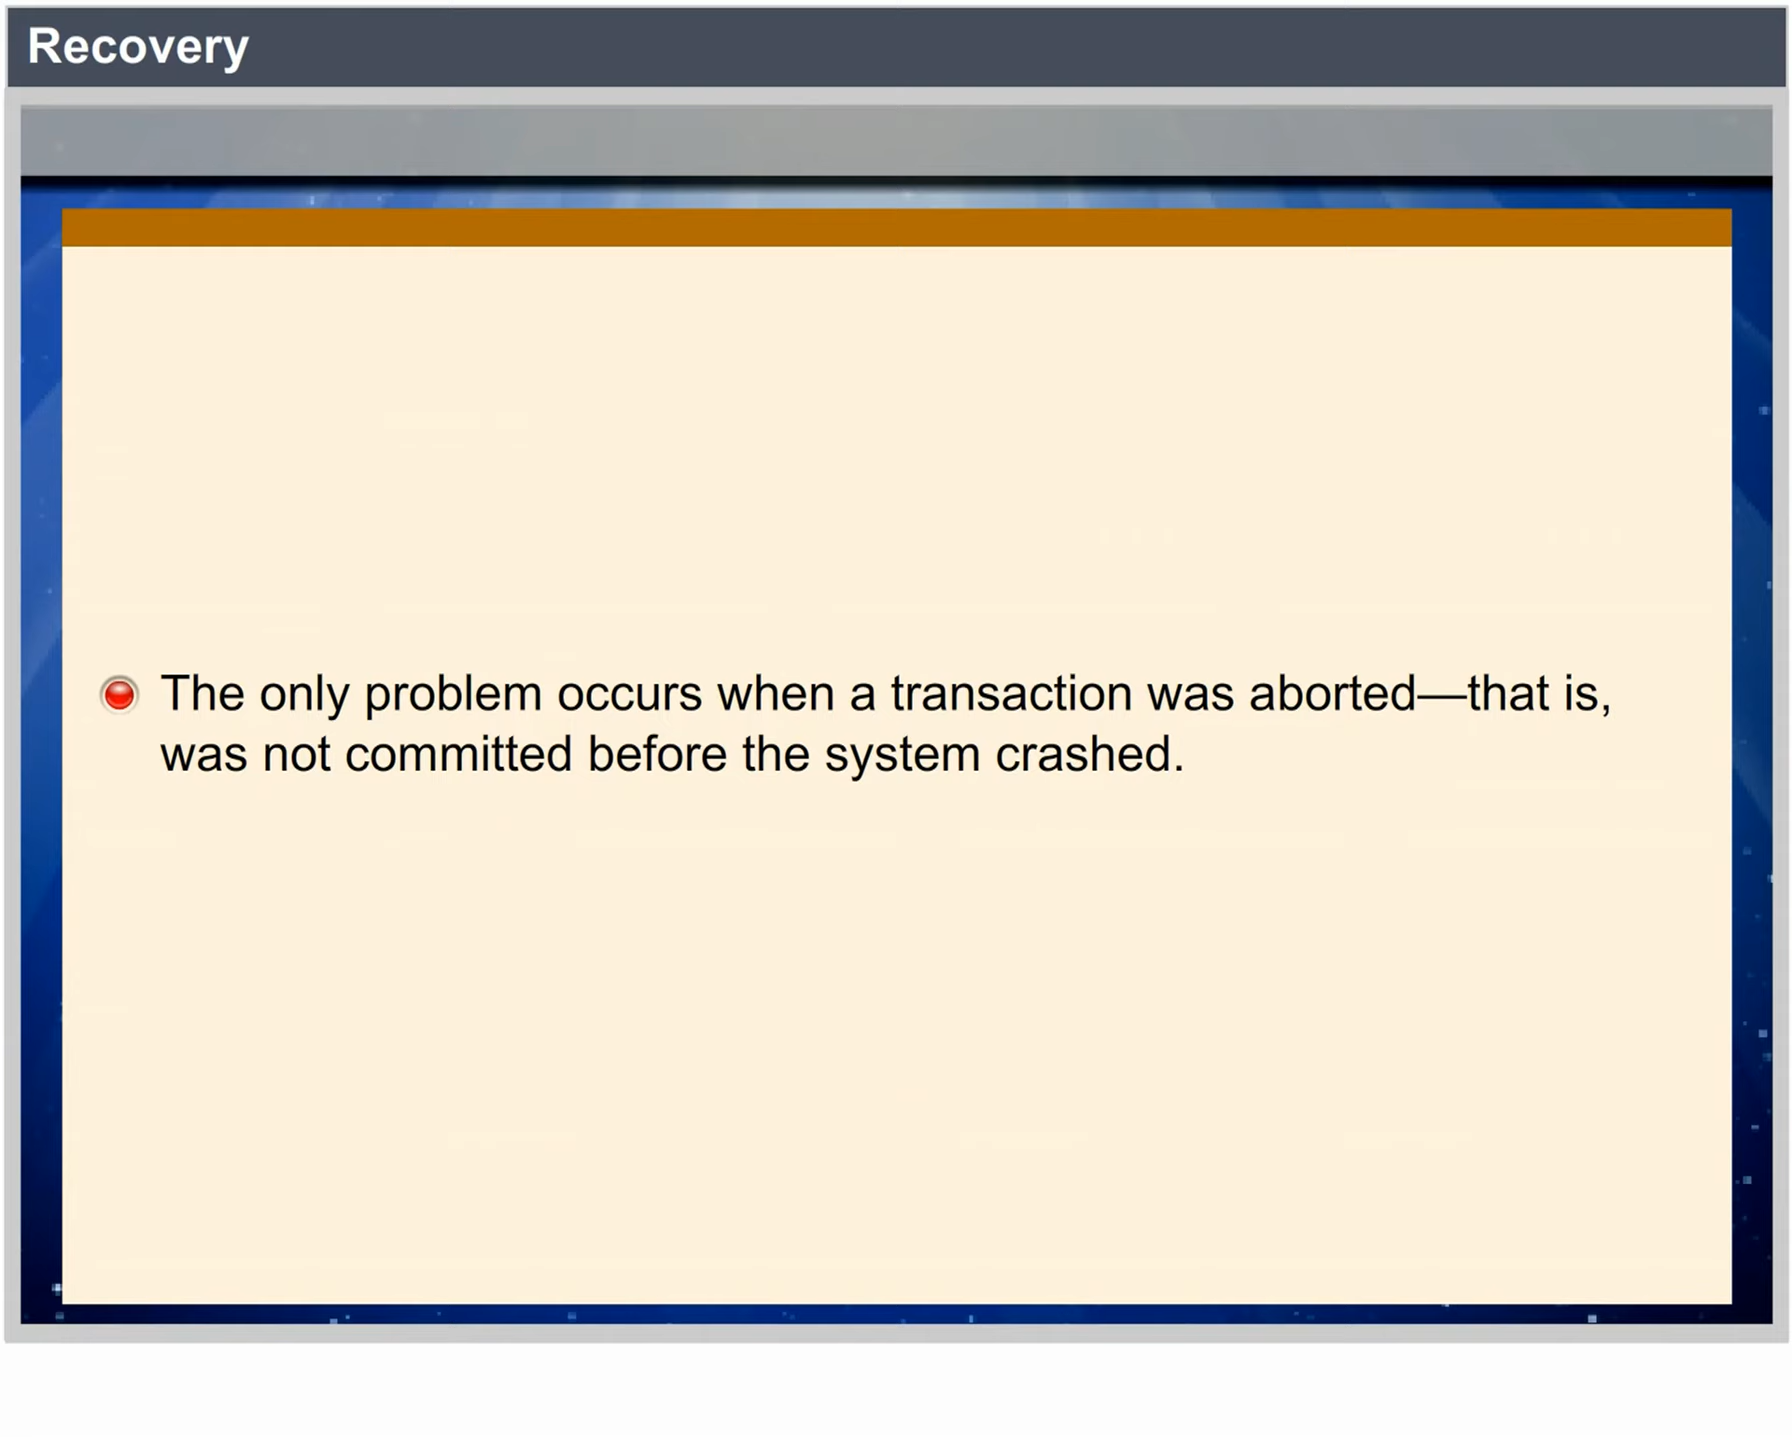 Recovery
The only problem occurs when a transaction was aborted—that is,
was not committed before the system crashed.